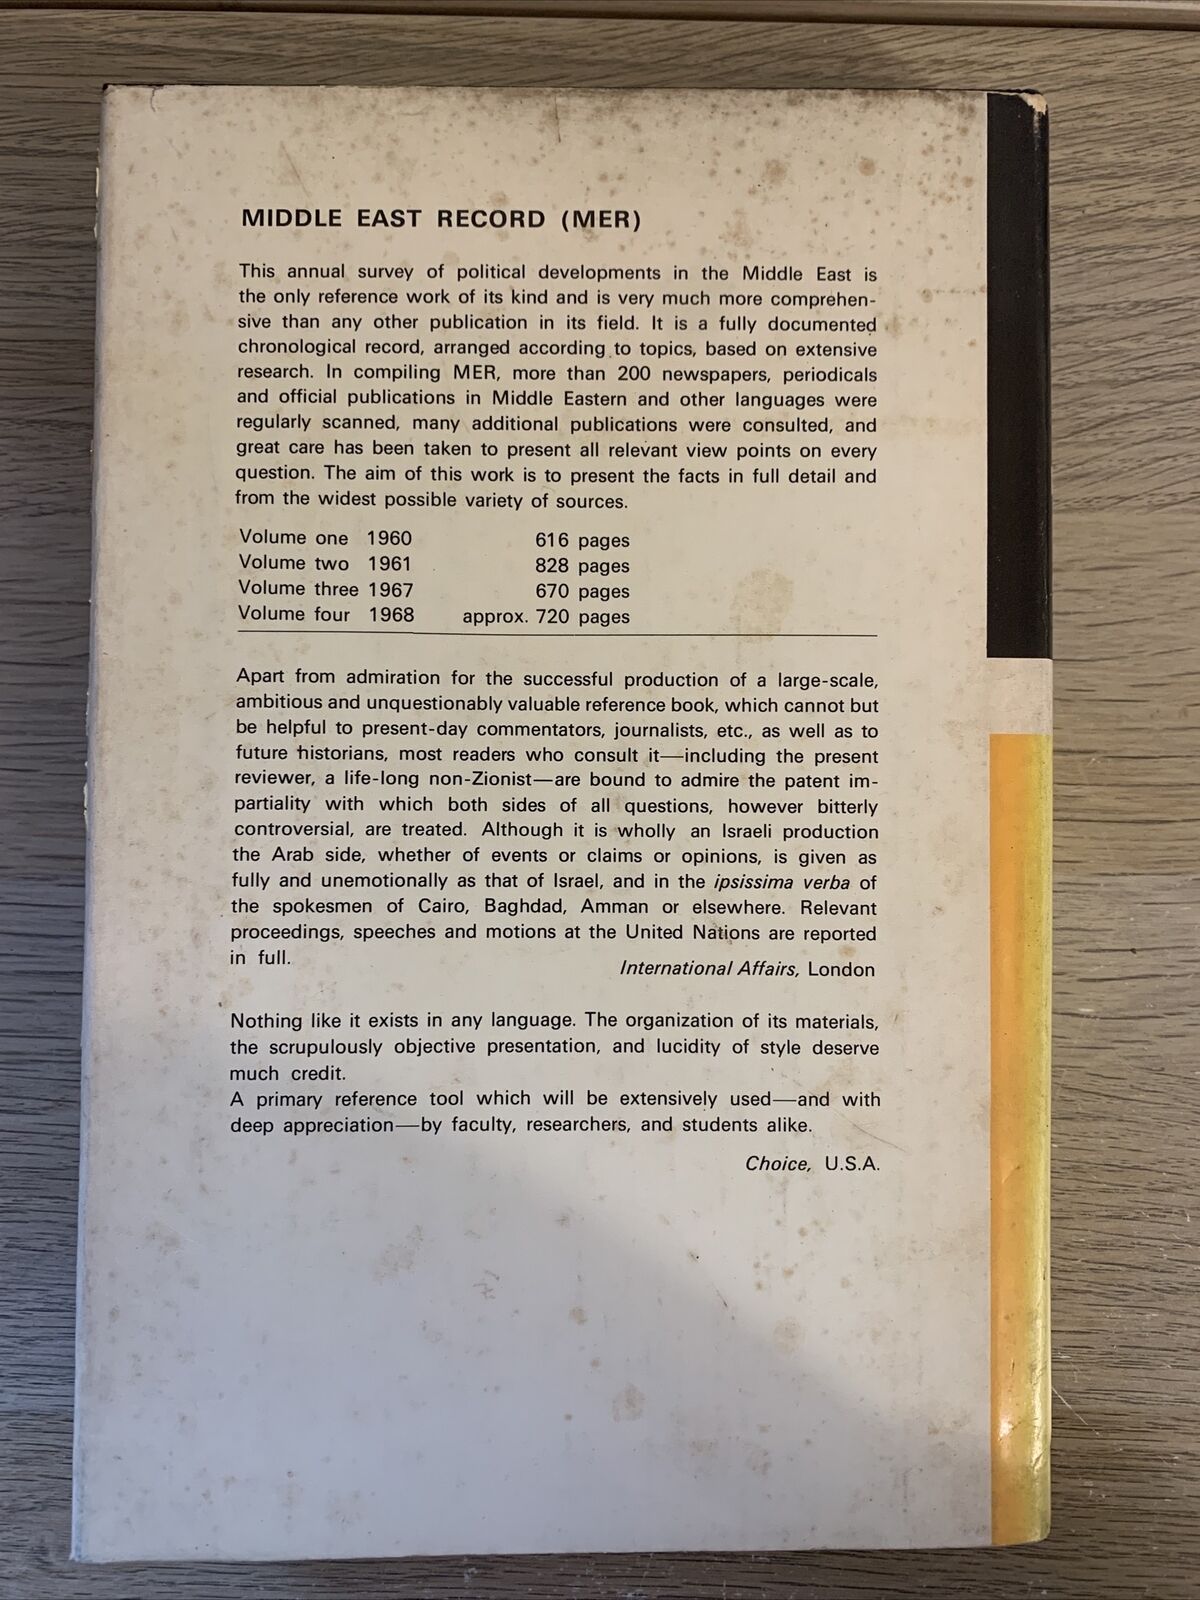 MIDDLE EAST RECORD (MER)
This annual survey of political developments in the Middle East is
the only reference work of its kind and is very much more comprehen-
sive than any other publication in its field. It is a fully documented
chronological record, arranged according to topics, based on extensive
research. In compiling MER, more than 200 newspapers, periodicals
and official publications in Middle Eastern and other languages were
regularly scanned, many additional publications were consulted, and
great care has been taken to present all relevant view points on every
question. The aim of this work is to present the facts in full detail and
from the widest possible variety of sources.
Volume one 1960 616 pages
Volume two 1961 828 pages
Volume three 1967 670 pages
Volume four 1968 approx. 720 pages
Apart from admiration for the successful production of a large-scale,
ambitious and unquestionably valuable reference book, which cannot but
be helpful to present-day commentators, journalists, etc., as well as to
future historians, most readers who consult it—including the present
reviewer, a life-long non-Zionist—are bound to admire the patent im-
partiality with which both sides of all questions, however bitterly
controversial, are treated. Although it is wholly an Israeli production
the Arab side, whether of events or claims or opinions, is given as
fully and unemotionally as that of Israel, and in the ipsissima verba of
the spokesmen of Cairo, Baghdad, Amman or elsewhere. Relevant
proceedings, speeches and motions at the United Nations are reported
in full.
International Affairs, London
Nothing like it exists in any language. The organization of its materials,
the scrupulously objective presentation, and lucidity of style deserve
much credit.
A primary reference tool which will be extensively used—and with
deep appreciation—by faculty, researchers, and students alike.
Choice, U.S.A.